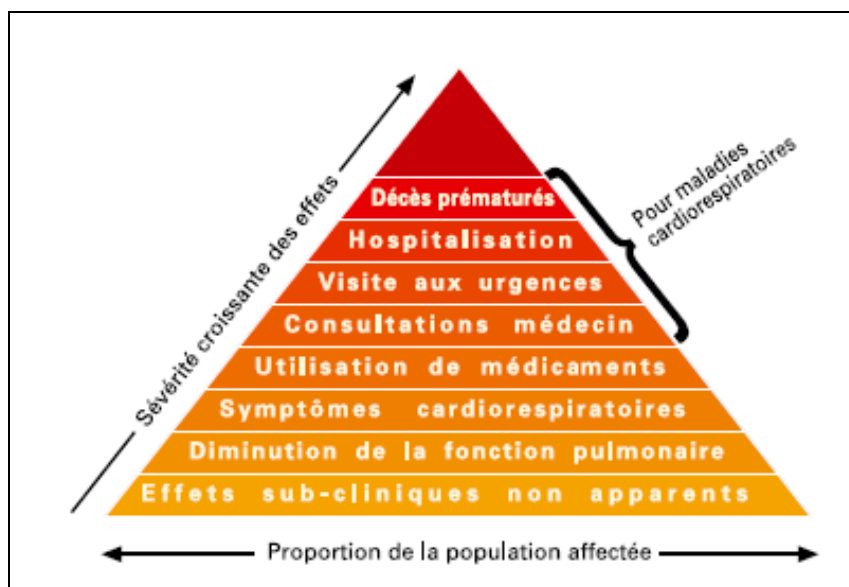 Sévérité croissante des effets
Pour maladies
cardiorespiratoires
Décès prématurés
Hospitalisation
Visite aux urgences
Consultations médecin
Utilisation de médicaments
Symptômes cardiorespiratoires
Diminution de la fonction pulmonaire
Effets sub-cliniques non apparents
Proportion de la population affectée